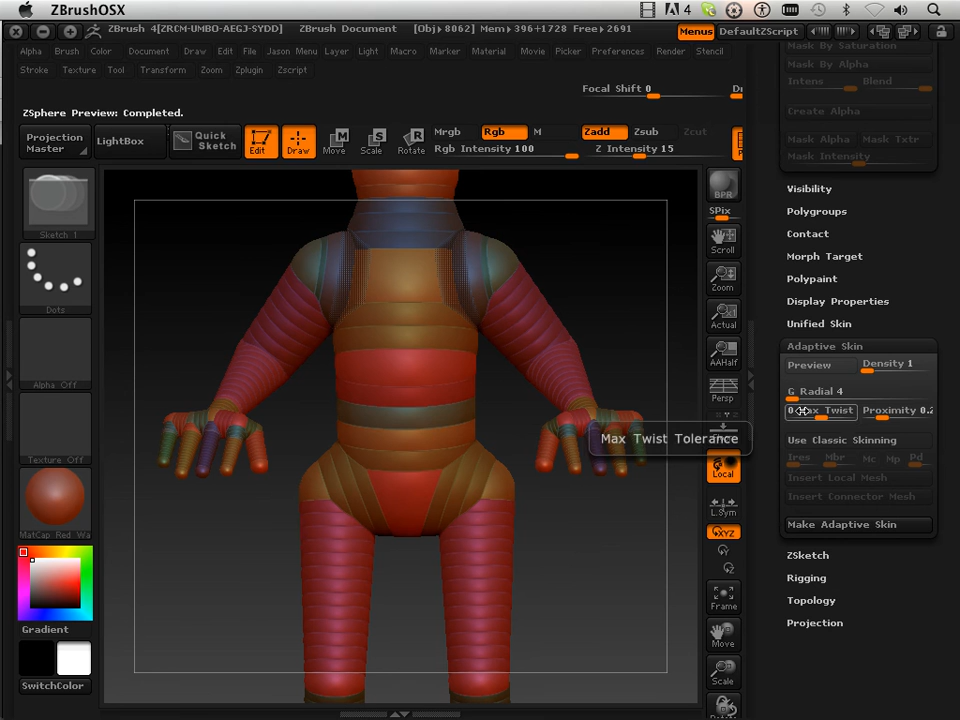 ZBrushOSX
4
ZBrush 4[ZRCM-UMBO-AEGJ-SYDD] ZBrush Document [Obj>8062] Mem>396+1728 Free>2691 Menus DefaultZScript
Alpha Brush Color Document Draw Edit File Jason Menu Layer Light Macro Marker Material Movie Picker Preferences Render Stencil
Stroke Texture Tool Transform Zoom Zplugin Zscript
Focal Shift 0
ZSphere Preview: Completed.
Projection Master
LightBox
Quick Sketch
Edit
Draw
Move
Scale
Rotate
Mrgb Rgb M
Rgb Intensity 100
Zadd Zsub Zcut
Z Intensity 15
Sketch 1
Dots
Alpha Off
Texture Off
MatCap Red Wa
Gradient
SwitchColor
BPR
SPix
Scroll
Zoom
Actual
AAHalf
Persp
Max Twist Tolerance
Local
L.Sym
XYZ
Y
Z
Frame
Move
Scale
Mask By Saturation
Mask By Alpha
Intens Blend
Create Alpha
Mask Alpha Mask Txtr
Mask Intensity
Visibility
Polygroups
Contact
Morph Target
Polypaint
Display Properties
Unified Skin
Adaptive Skin
Preview Density 1
G Radial 4
Twist Proximity 0.2
Use Classic Skinning
Ires Mbr Mc Mp Pd
Insert Local Mesh
Insert Connector Mesh
Make Adaptive Skin
ZSketch
Rigging
Topology
Projection